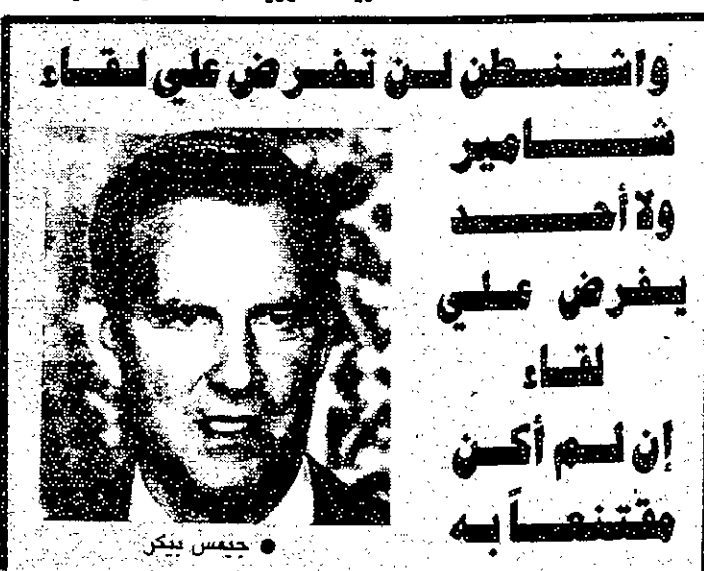 واشنطن لن تفرض علي لقاء
شامير
ولا أحد
يفرض علي
لقاء
إن لم أكن
مقتنعاً به
● جيمس بيكر